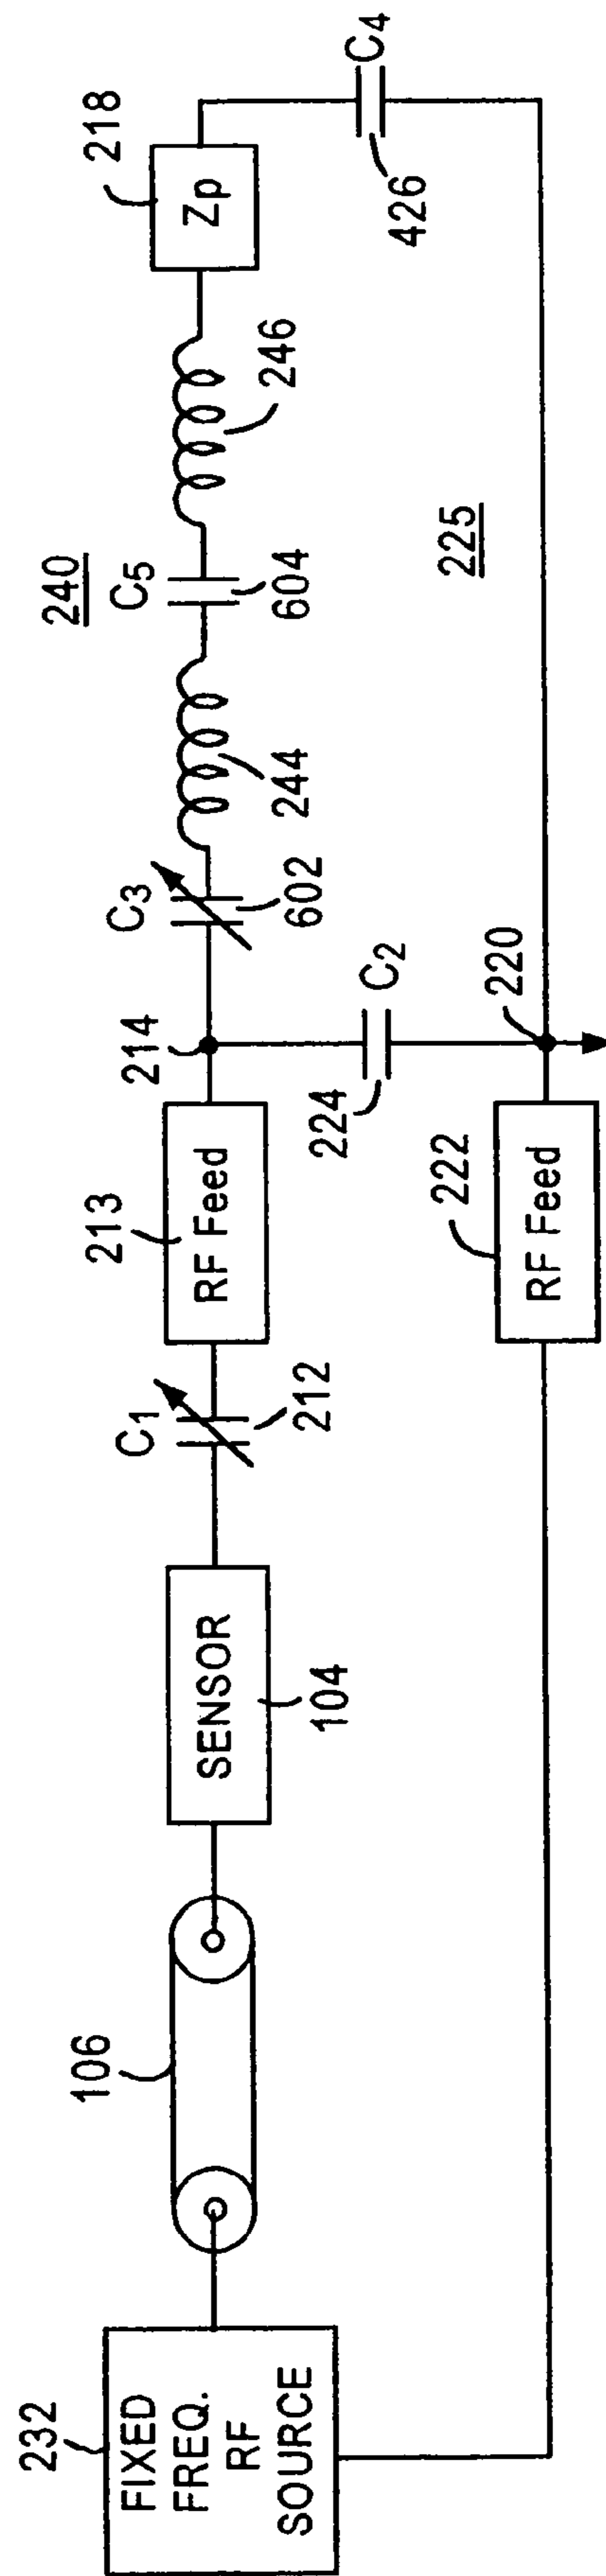 232
FIXED
FREQ.
RF
SOURCE
106
SENSOR
104
C1
212
213
RF Feed
214
C3
602
244
C5
604
240
246
218
Zp
C4
426
224
C2
225
222
RF Feed
220